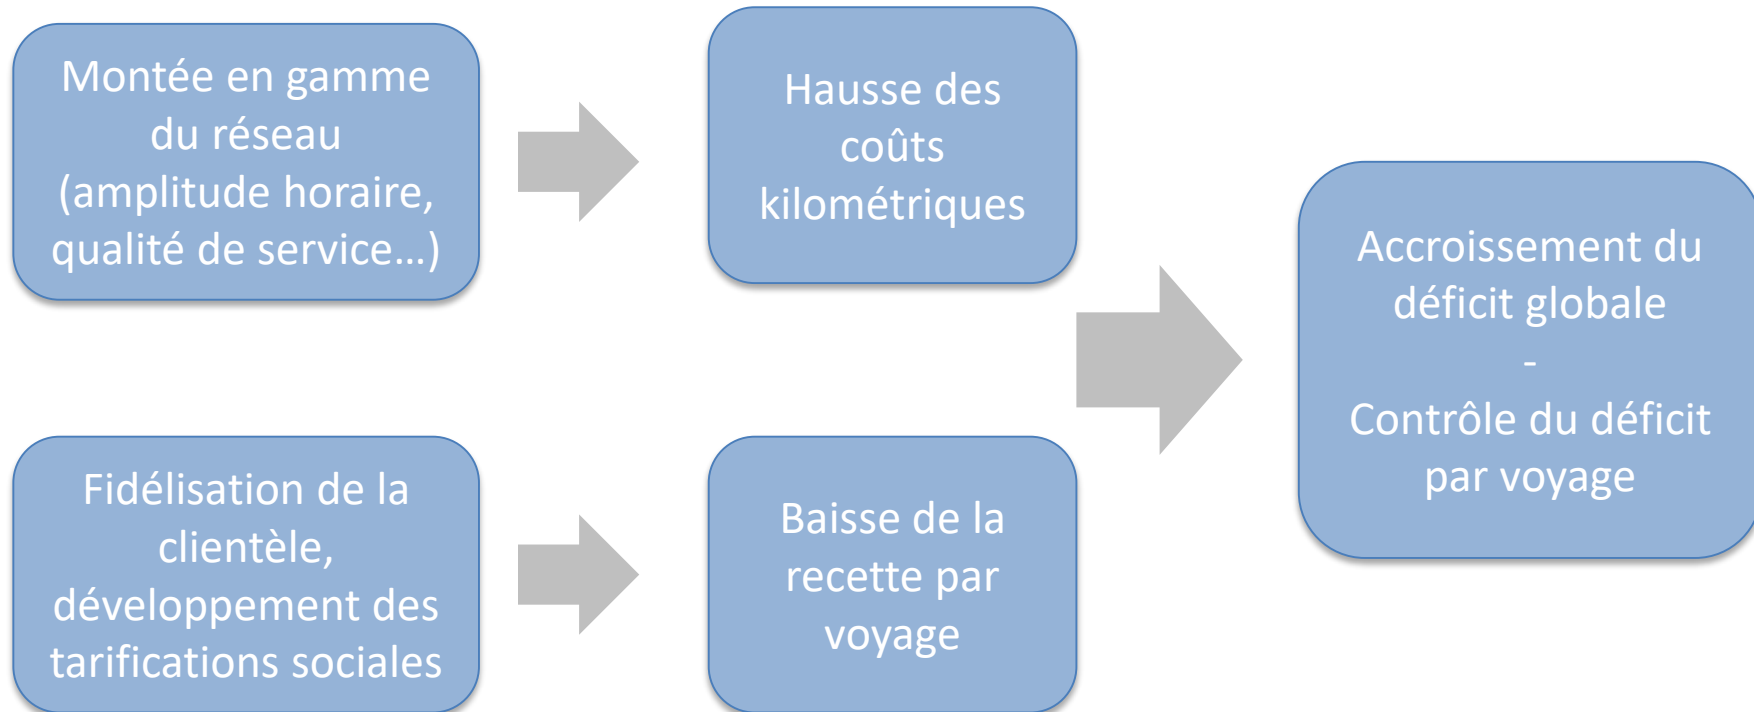 Montée en gamme
du réseau
(amplitude horaire,
qualité de service…)
Hausse des
coûts
kilométriques
Fidélisation de la
clientèle,
développement des
tarifications sociales
Baisse de la
recette par
voyage
Accroissement du
déficit globale
-
Contrôle du déficit
par voyage